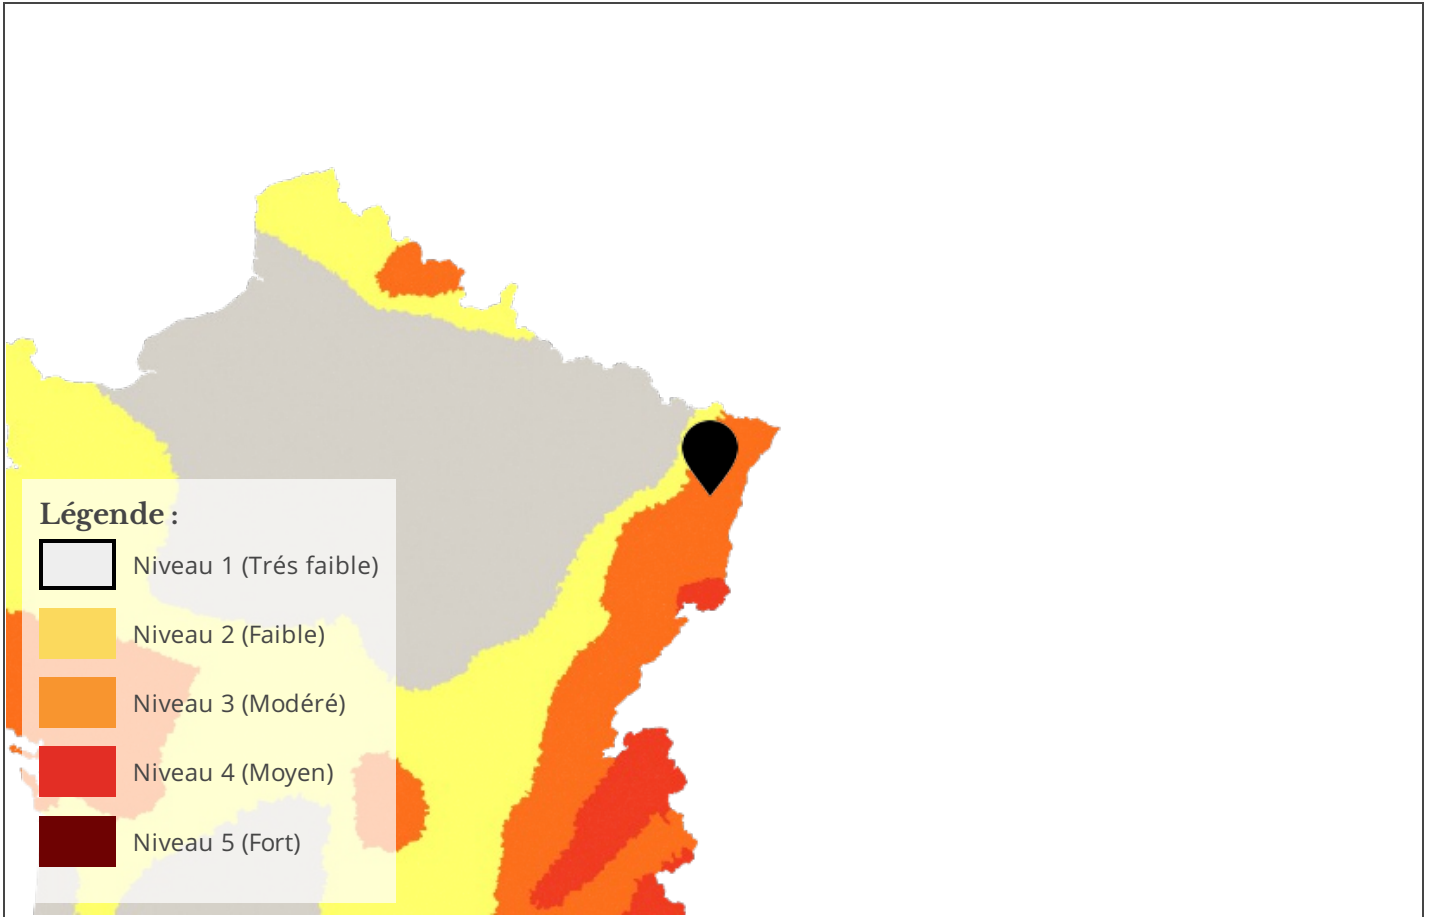 Légende :
Niveau 1 (Trés faible)
Niveau 2 (Faible)
Niveau 3 (Modéré)
Niveau 4 (Moyen)
Niveau 5 (Fort)